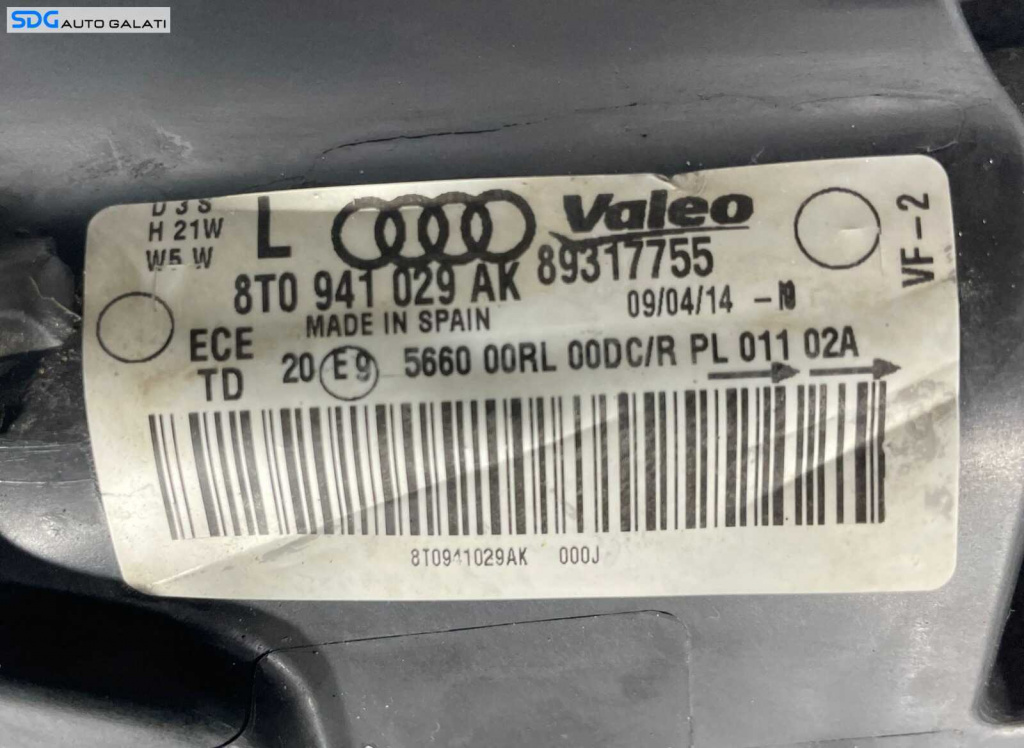 SDG AUTO GALATI
D3S
H 21W
W5W
L
Valeo
89317755
VF-2
8T0 941 029 AK
09/04/14
MADE IN SPAIN
ECE
TD
20 E9 5660 00RL 00DC/R PL 011 02A
8T0941029AK 000J